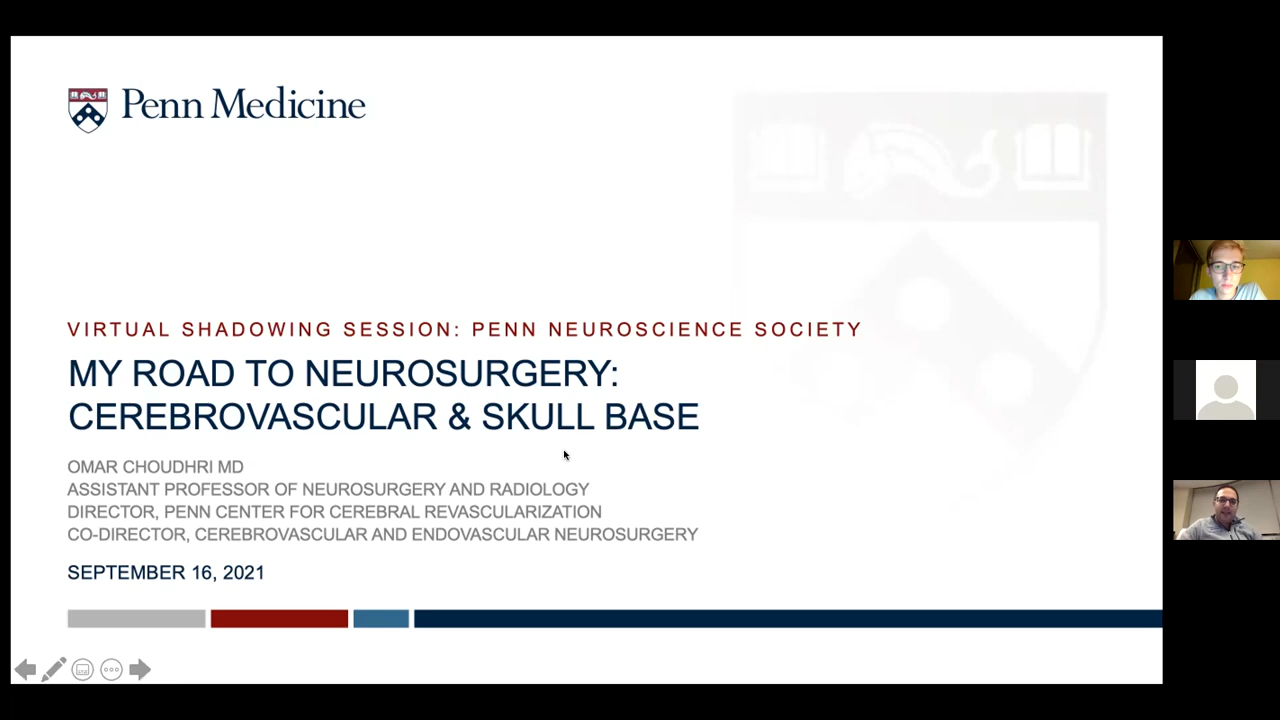 Penn Medicine
VIRTUAL SHADOWING SESSION: PENN NEUROSCIENCE SOCIETY
MY ROAD TO NEUROSURGERY:
CEREBROVASCULAR & SKULL BASE
OMAR CHOUDHRI MD
ASSISTANT PROFESSOR OF NEUROSURGERY AND RADIOLOGY
DIRECTOR, PENN CENTER FOR CEREBRAL REVASCULARIZATION
CO-DIRECTOR, CEREBROVASCULAR AND ENDOVASCULAR NEUROSURGERY
SEPTEMBER 16, 2021